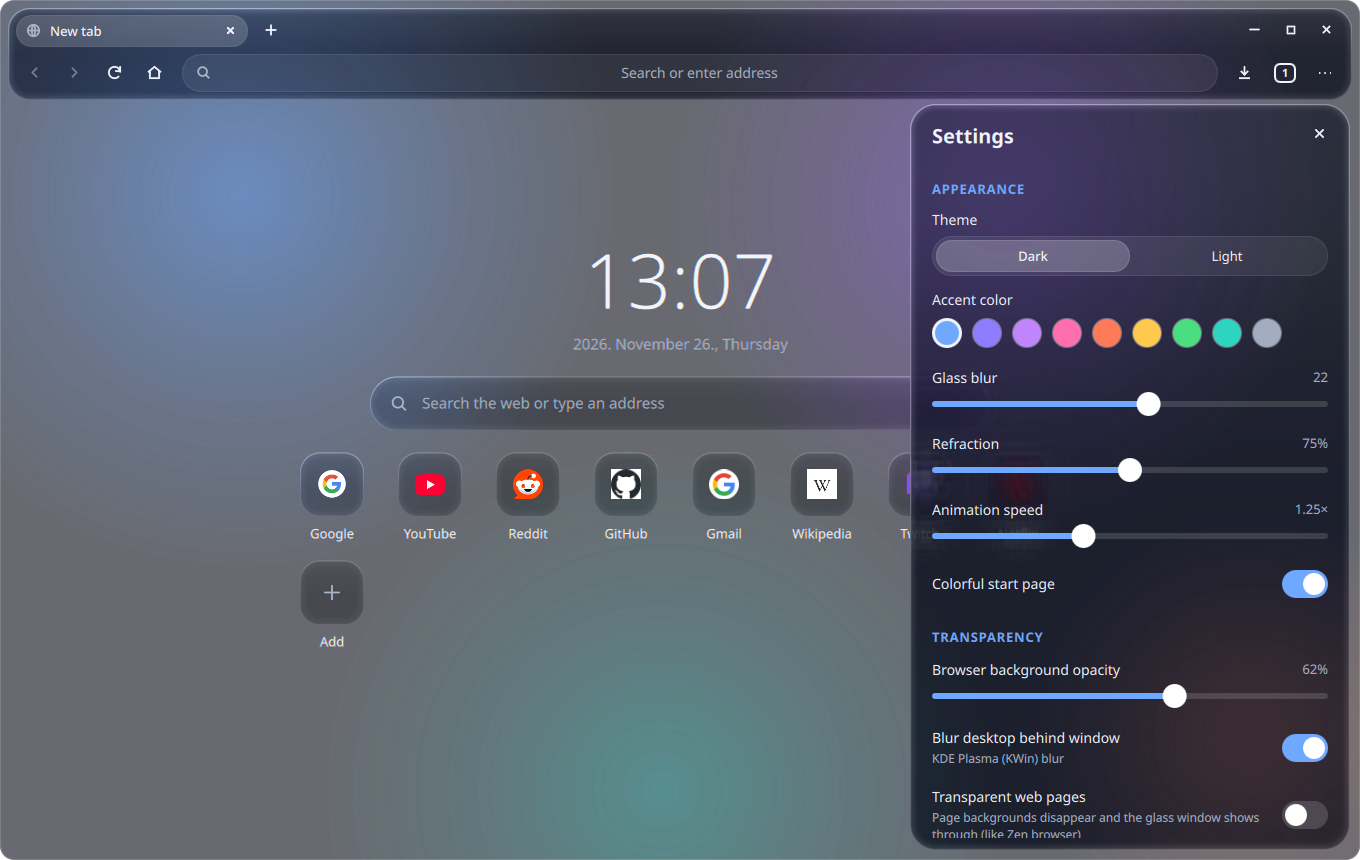 New tab
Search or enter address
1
Settings
APPEARANCE
Theme
Dark
Light
Accent color
13:07
2026. November 26., Thursday
Glass blur
22
Search the web or type an address
Refraction
75%
Animation speed
1.25×
W
Google
YouTube
Reddit
GitHub
Gmail
Wikipedia
Twitch
Colorful start page
Add
TRANSPARENCY
Browser background opacity
62%
Blur desktop behind window
KDE Plasma (KWin) blur
Transparent web pages
Page backgrounds disappear and the glass window shows
through (like Zen browser)